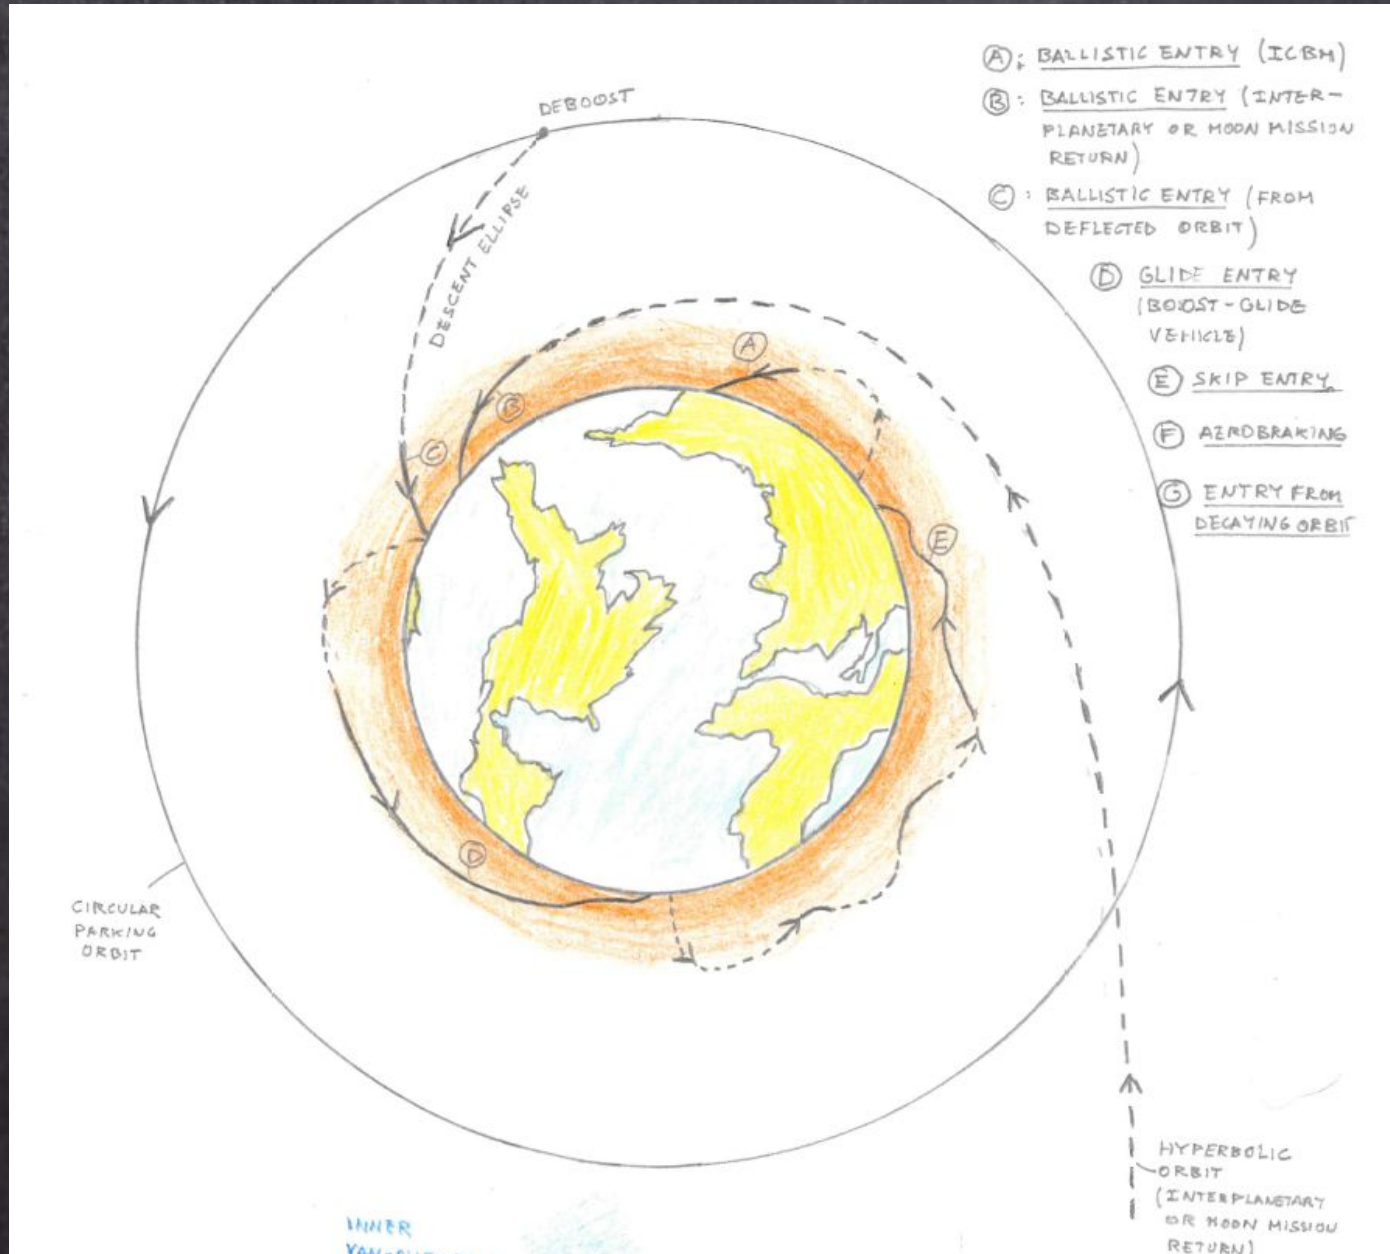 DEBOOST
DESCENT ELLIPSE
Ⓐ: BALLISTIC ENTRY (ICBM)
Ⓑ: BALLISTIC ENTRY (INTER-
PLANETARY OR MOON MISSION
RETURN)
Ⓒ: BALLISTIC ENTRY (FROM
DEFLECTED ORBIT)
Ⓓ GLIDE ENTRY
(BOOST-GLIDE
VEHICLE)
Ⓔ SKIP ENTRY
Ⓕ AEROBRAKING
Ⓖ ENTRY FROM
DECAYING ORBIT
Ⓐ
Ⓑ
Ⓒ
Ⓔ
Ⓓ
CIRCULAR
PARKING
ORBIT
HYPERBOLIC
ORBIT
(INTERPLANETARY
OR MOON MISSION
RETURN)
INNER